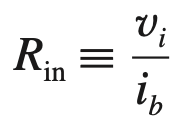 R_in ≡ v_i / i_b